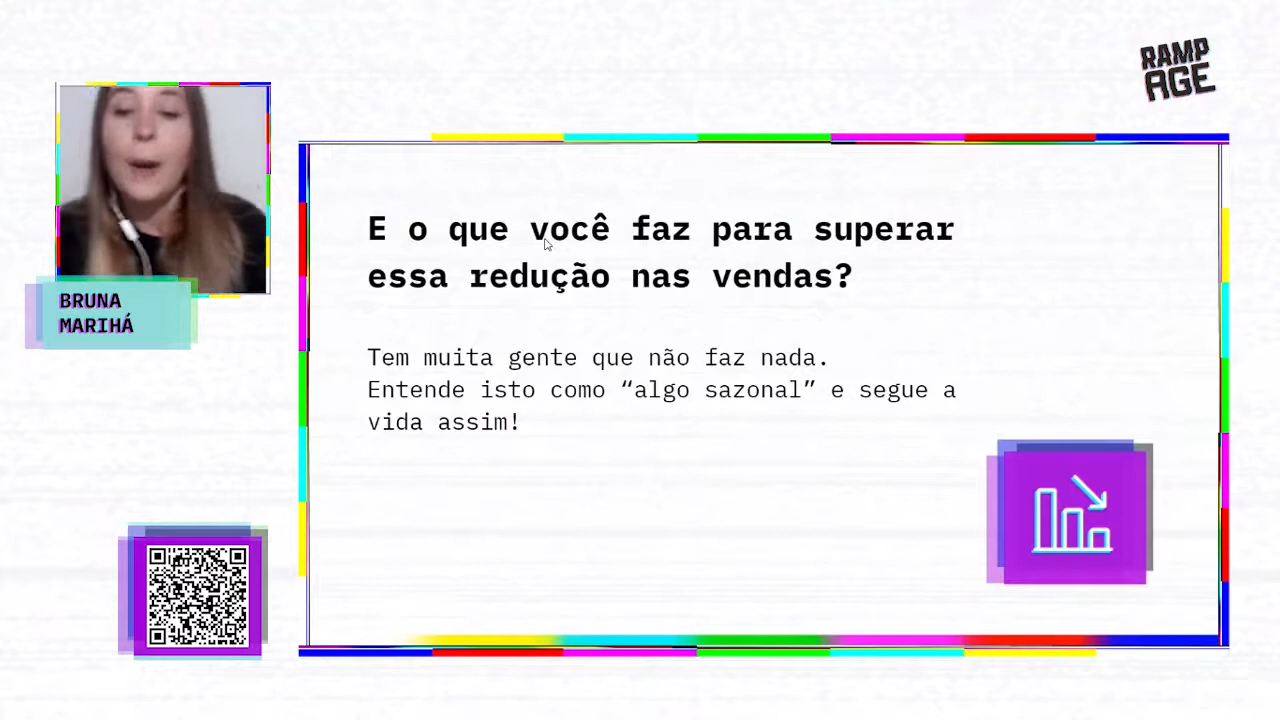 RAMP
AGE
BRUNA
MARIHÁ
E o que você faz para superar
essa redução nas vendas?
Tem muita gente que não faz nada.
Entende isto como “algo sazonal” e segue a
vida assim!